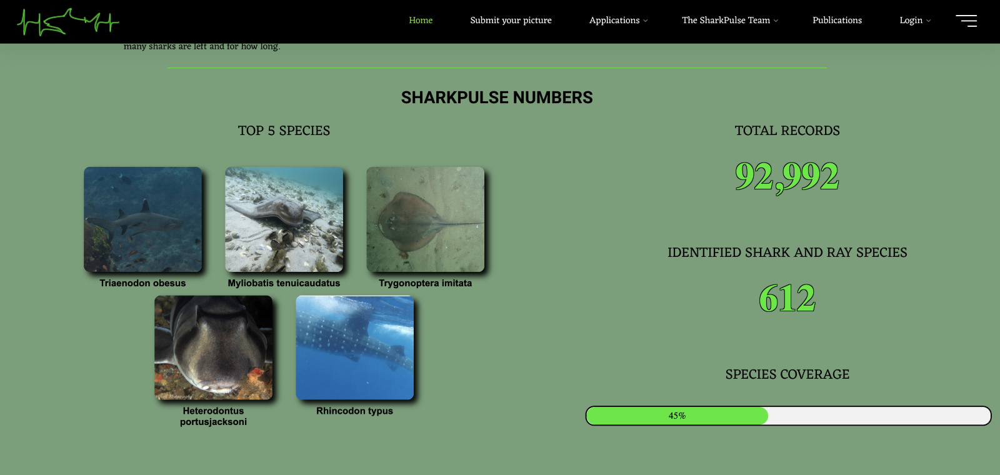 Home
Submit your picture
Applications
The SharkPulse Team
Publications
Login
many sharks are left and for how long.
SHARKPULSE NUMBERS
TOP 5 SPECIES
Triaenodon obesus
Myliobatis tenuicaudatus
Trygonoptera imitata
Heterodontus
portusjacksoni
Rhincodon typus
TOTAL RECORDS
92,992
IDENTIFIED SHARK AND RAY SPECIES
612
SPECIES COVERAGE
45%